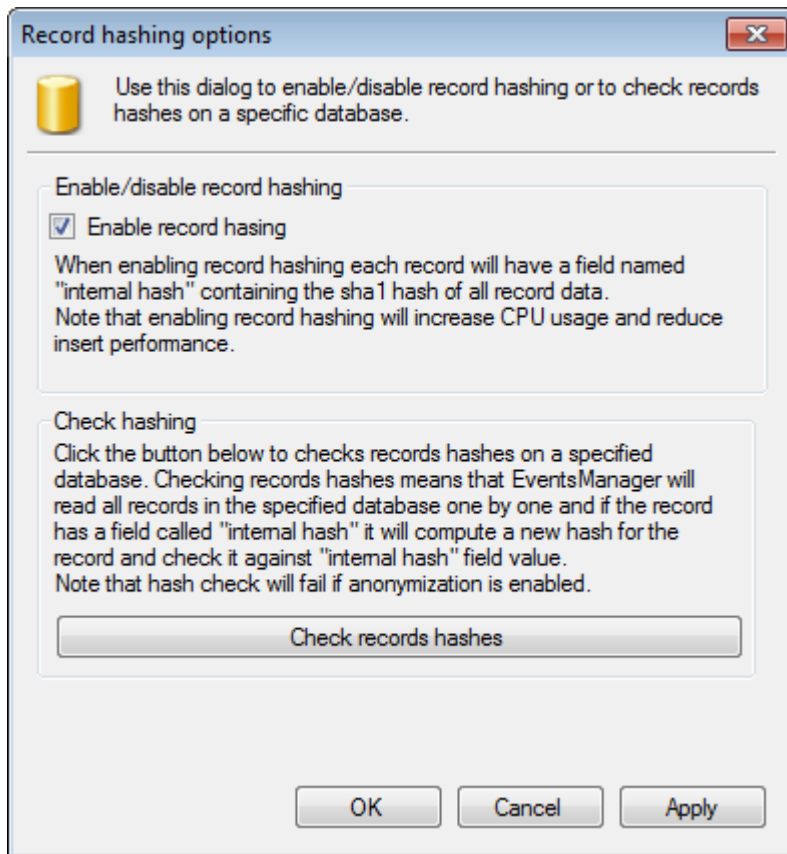 Record hashing options
Use this dialog to enable/disable record hashing or to check records
hashes on a specific database.
Enable/disable record hashing
Enable record hasing
When enabling record hashing each record will have a field named
"internal hash" containing the sha1 hash of all record data.
Note that enabling record hashing will increase CPU usage and reduce
insert performance.
Check hashing
Click the button below to checks records hashes on a specified
database. Checking records hashes means that EventsManager will
read all records in the specified database one by one and if the record
has a field called "internal hash" it will compute a new hash for the
record and check it against "internal hash" field value.
Note that hash check will fail if anonymization is enabled.
Check records hashes
OK
Cancel
Apply